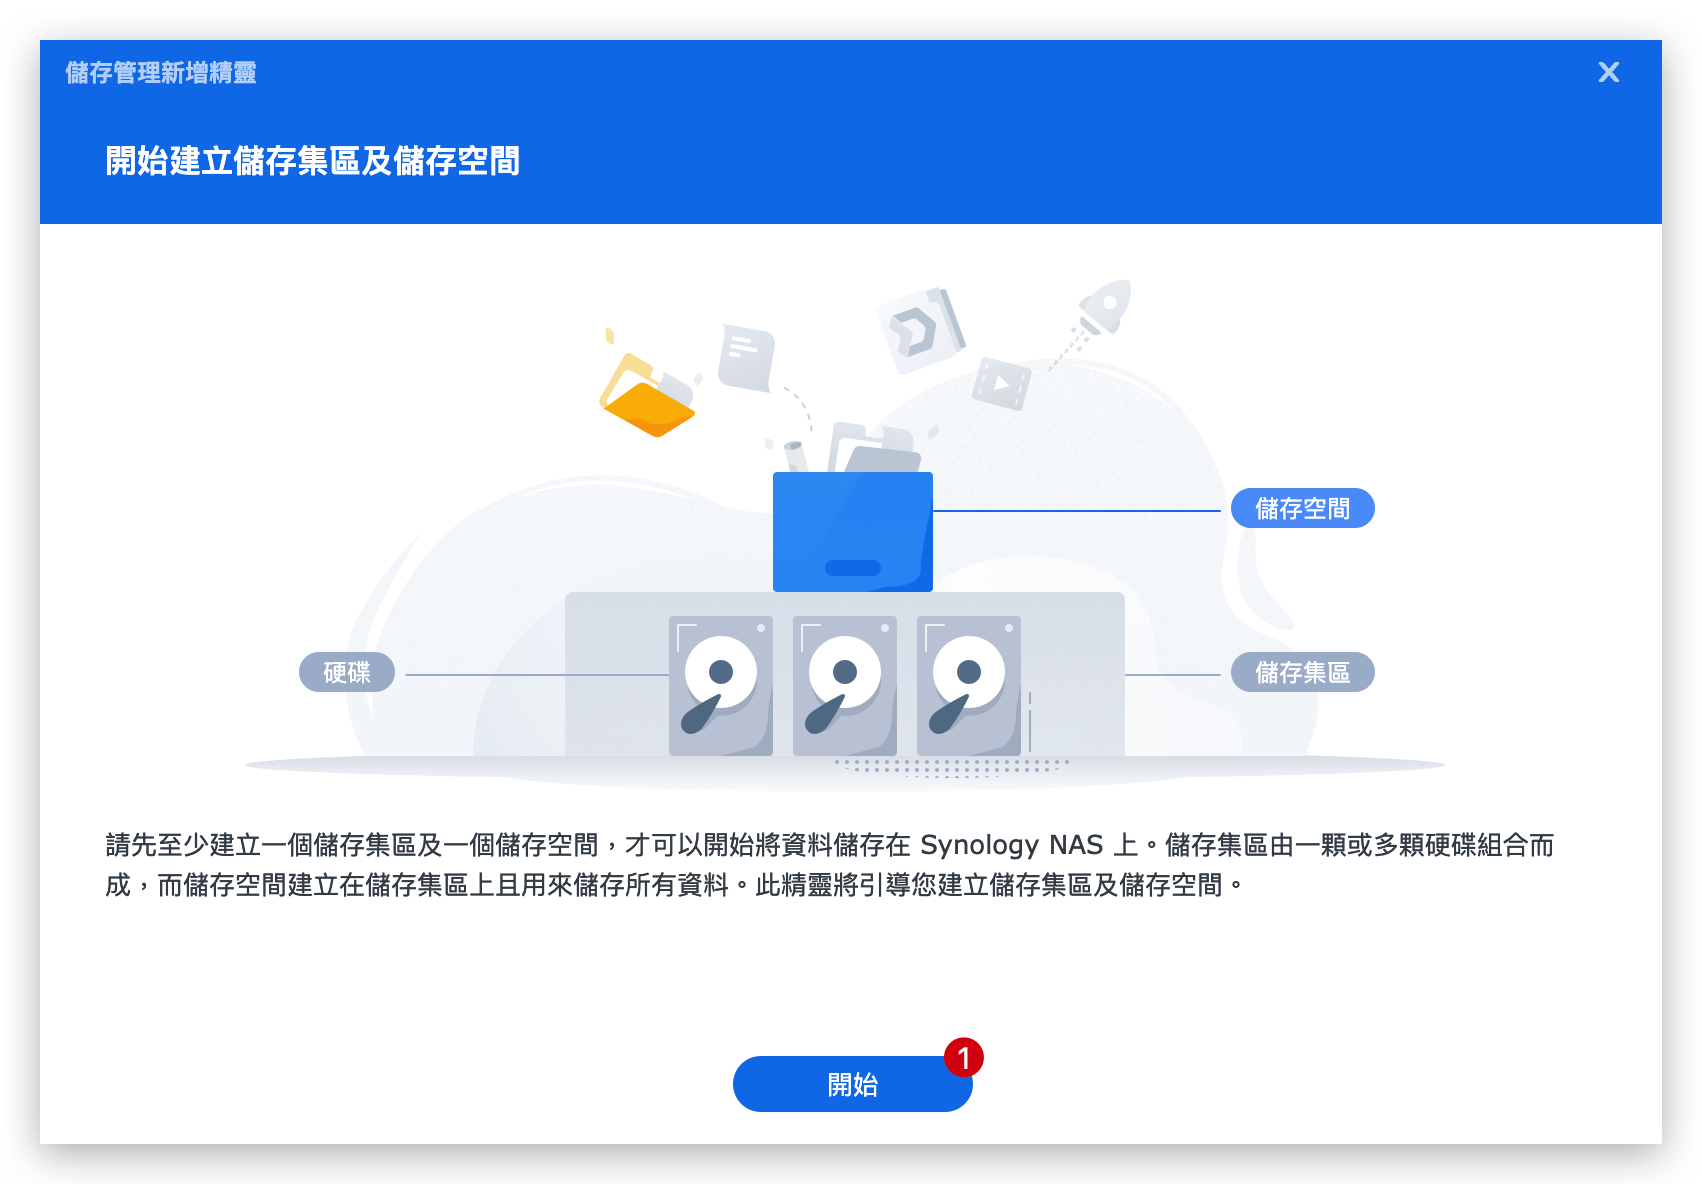 儲存管理新增精靈
開始建立儲存集區及儲存空間
儲存空間
硬碟
儲存集區
請先至少建立一個儲存集區及一個儲存空間，才可以開始將資料儲存在 Synology NAS 上。儲存集區由一顆或多顆硬碟組合而
成，而儲存空間建立在儲存集區上且用來儲存所有資料。此精靈將引導您建立儲存集區及儲存空間。
1
開始